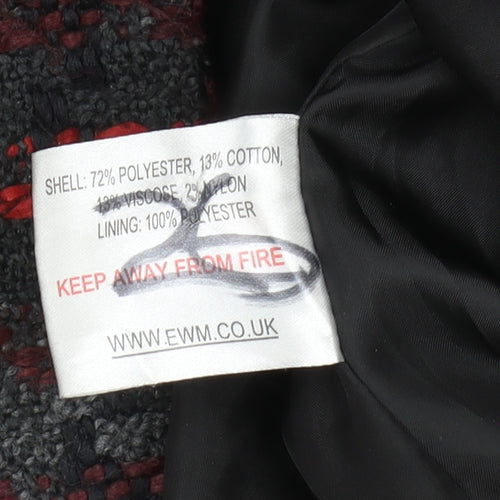 SHELL: 72% POLYESTER, 13% COTTON,
13% VISCOSE, 2% NYLON
LINING: 100% POLYESTER
KEEP AWAY FROM FIRE
WWW.EWM.CO.UK